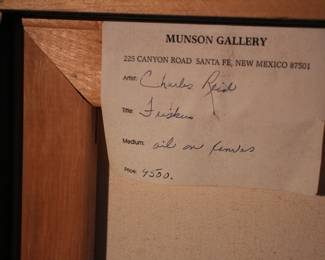 MUNSON GALLERY
225 CANYON ROAD SANTA FE, NEW MEXICO 87501
Artist: Charles Reid
Title:
Medium: oil on canvas
Price: 4500.